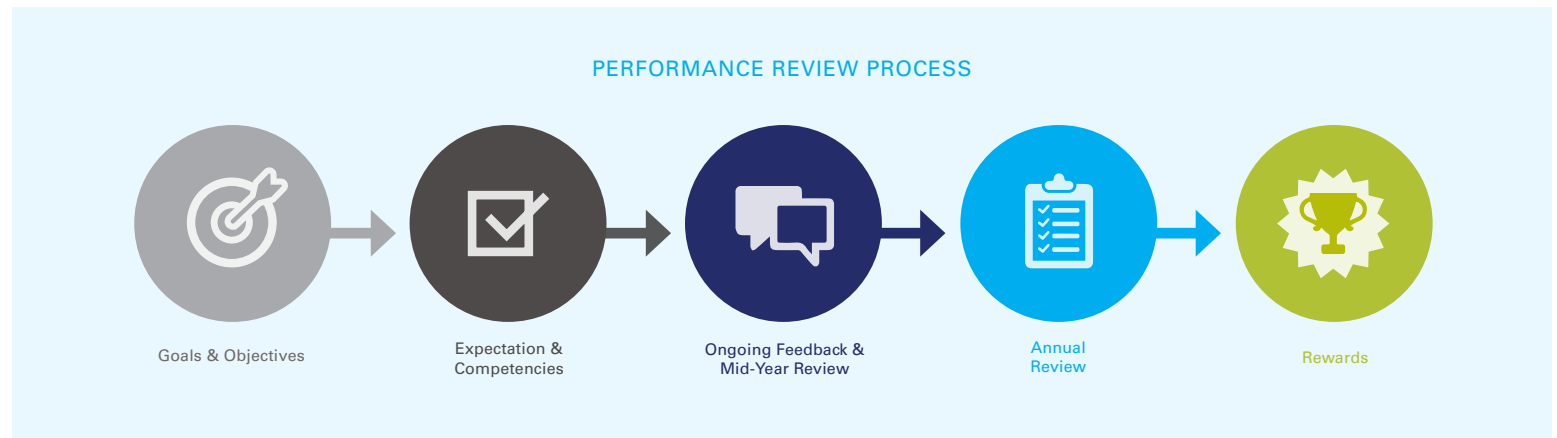 PERFORMANCE REVIEW PROCESS
Goals & Objectives
Expectation &
Competencies
Ongoing Feedback &
Mid-Year Review
Annual
Review
Rewards